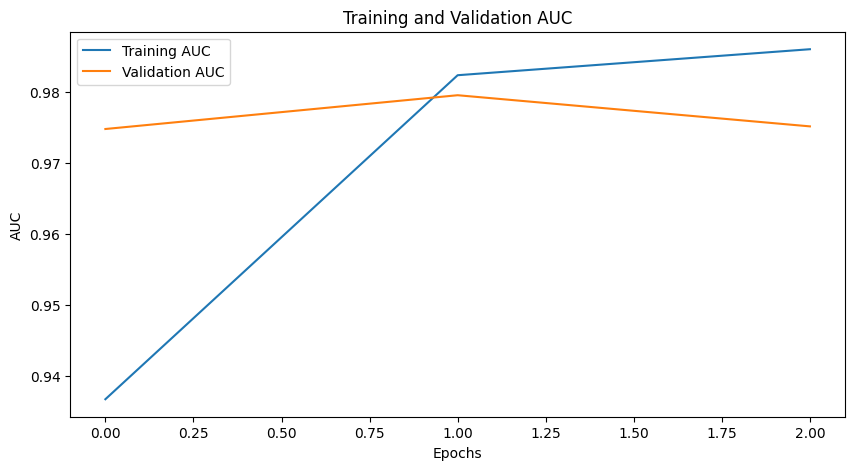 Training and Validation AUC
Training AUC
Validation AUC
AUC
0.98
0.97
0.96
0.95
0.94
0.00 0.25 0.50 0.75 1.00 1.25 1.50 1.75 2.00
Epochs